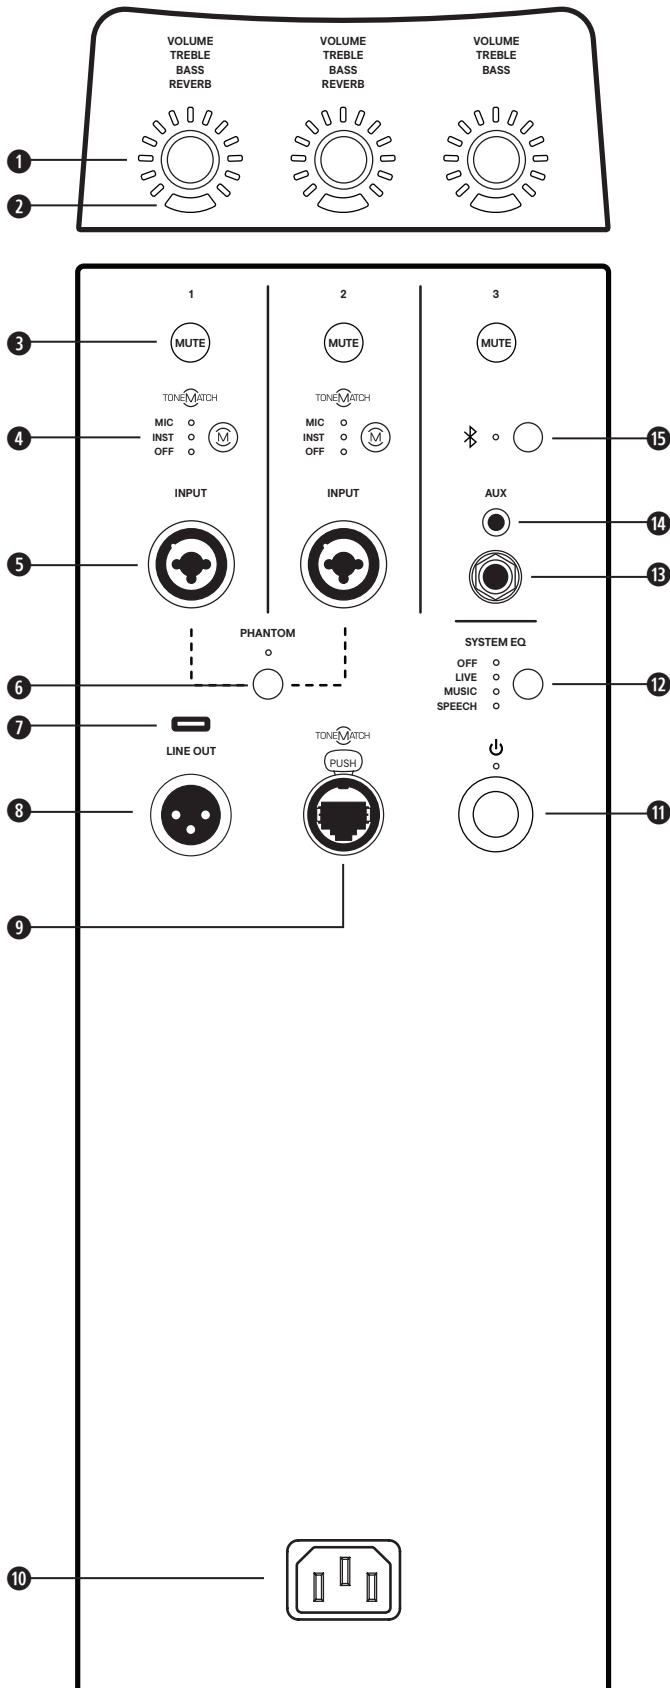 VOLUME
TREBLE
BASS
REVERB
VOLUME
TREBLE
BASS
REVERB
VOLUME
TREBLE
BASS
1
2
1
2
3
3
MUTE
MUTE
MUTE
TONEMATCH
TONEMATCH
4
MIC
INST
OFF
M
MIC
INST
OFF
M
15
INPUT
INPUT
AUX
14
5
13
PHANTOM
SYSTEM EQ
6
OFF
LIVE
MUSIC
SPEECH
12
7
LINE OUT
TONEMATCH
PUSH
8
11
9
10